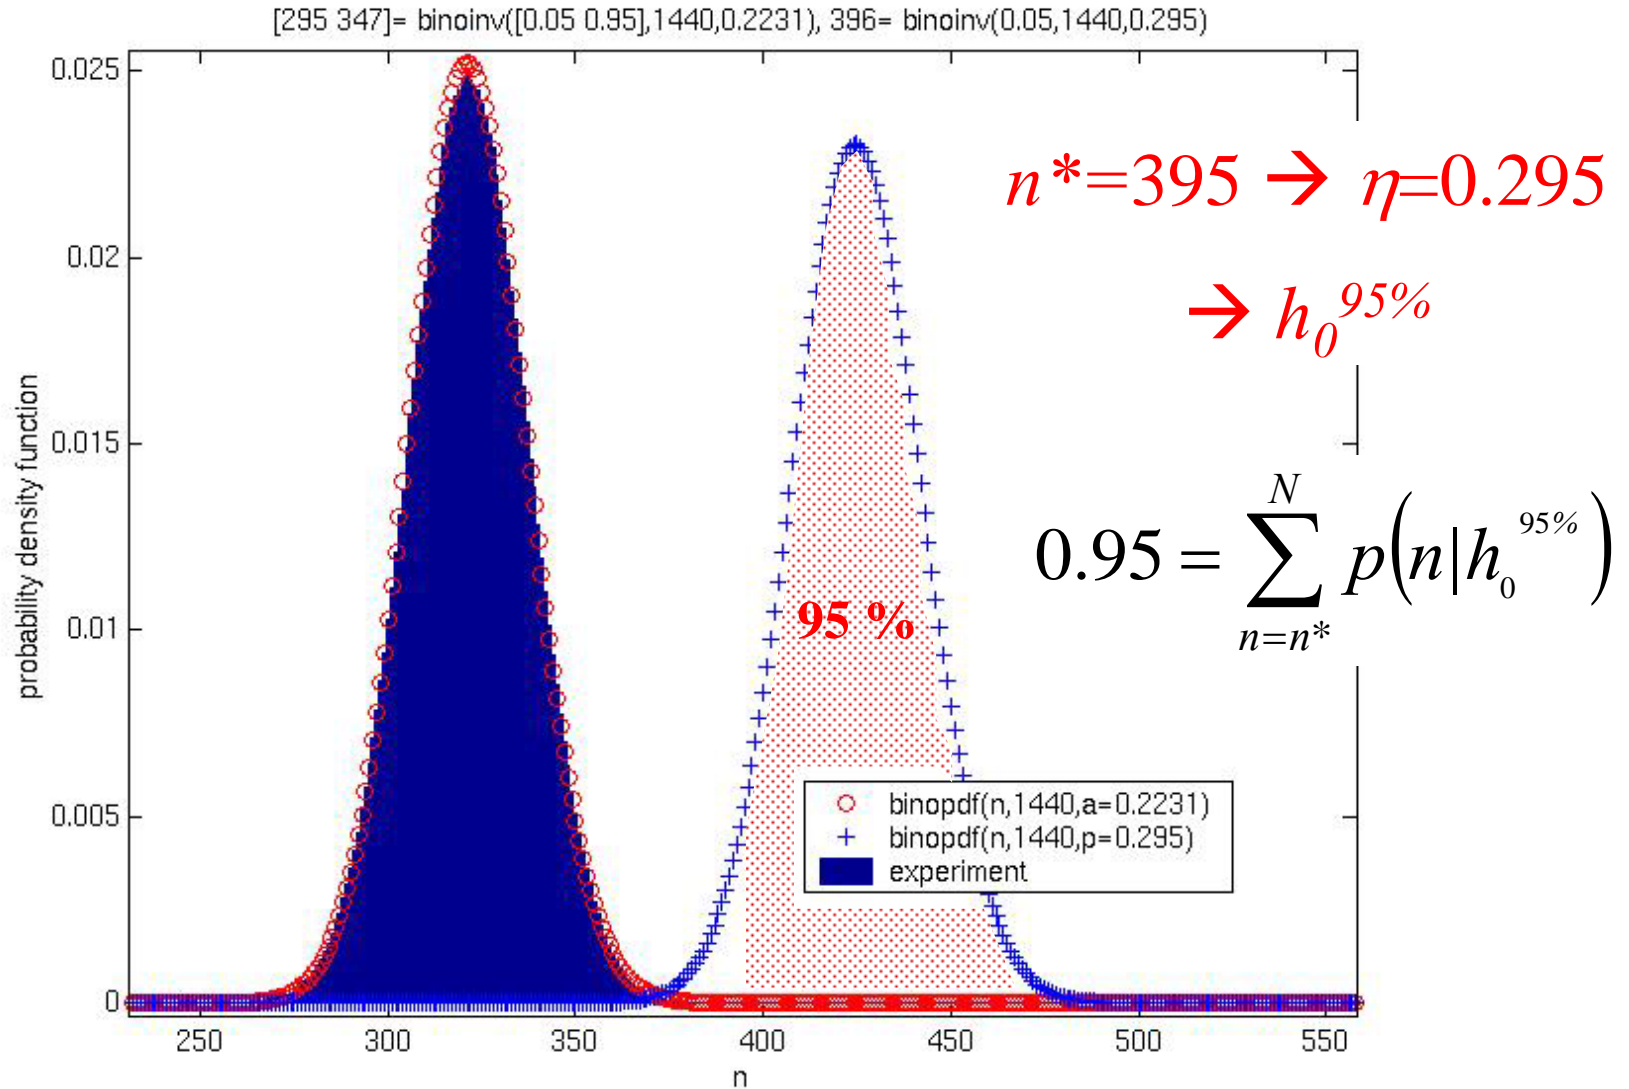 [295 347]= binoinv([0.05 0.95],1440,0.2231), 396= binoinv(0.05,1440,0.295)
probability density function
0.025
0.02
0.015
0.01
0.005
0
n*=395 → η=0.295
→ h₀^95%
0.95 = ∑_{n=n*}^{N} p(n|h₀^95%)
95 %
binopdf(n,1440,a=0.2231)
binopdf(n,1440,p=0.295)
experiment
250 300 350 400 450 500 550
n